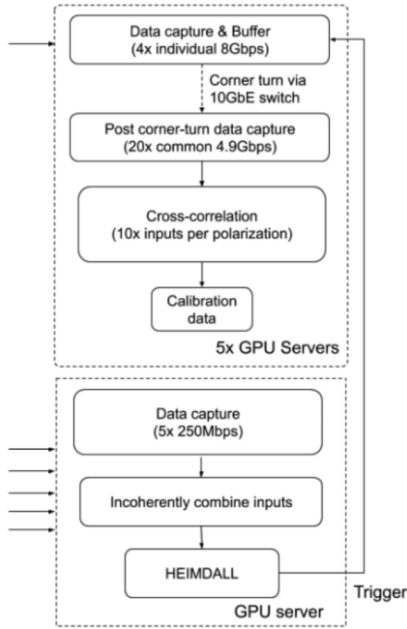 Data capture & Buffer
(4x individual 8Gbps)
Corner turn via
10GbE switch
Post corner-turn data capture
(20x common 4.9Gbps)
Cross-correlation
(10x inputs per polarization)
Calibration
data
5x GPU Servers
Data capture
(5x 250Mbps)
Incoherently combine inputs
HEIMDALL
Trigger
GPU server